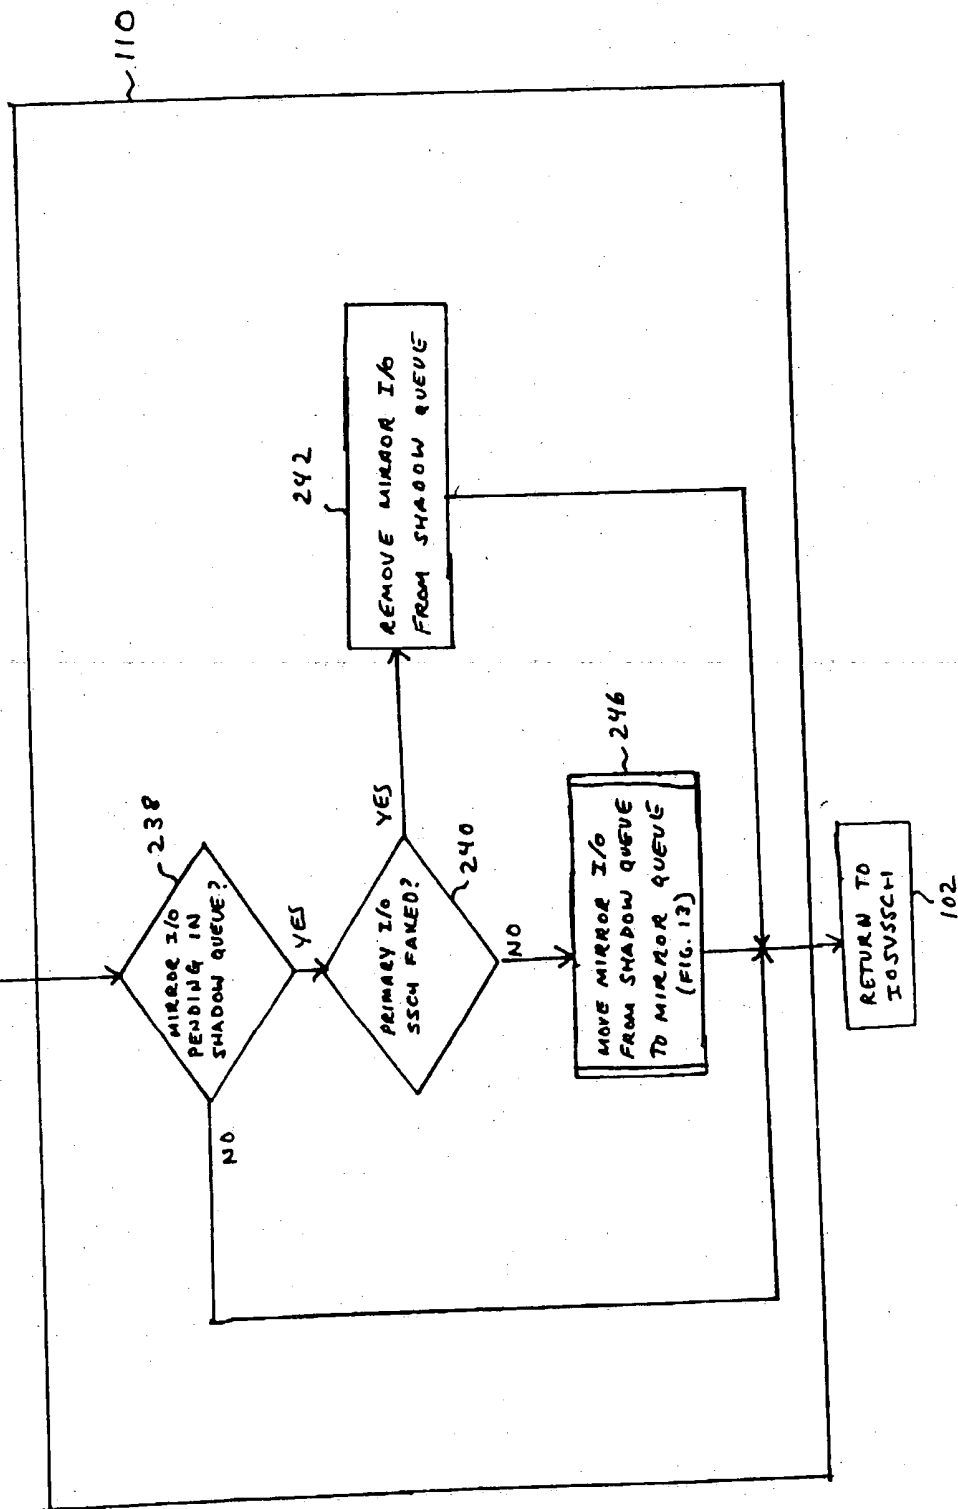 110
238
MIRROR I/O
PENDING IN
SHADOW QUEUE?
NO
YES
PRIMARY I/O
SSCH FAKED?
240
YES
242
REMOVE MIRROR I/O
FROM SHADOW QUEUE
NO
246
MOVE MIRROR I/O
FROM SHADOW QUEUE
TO MIRROR QUEUE
(FIG. 13)
RETURN TO
IOSVSSCH
102